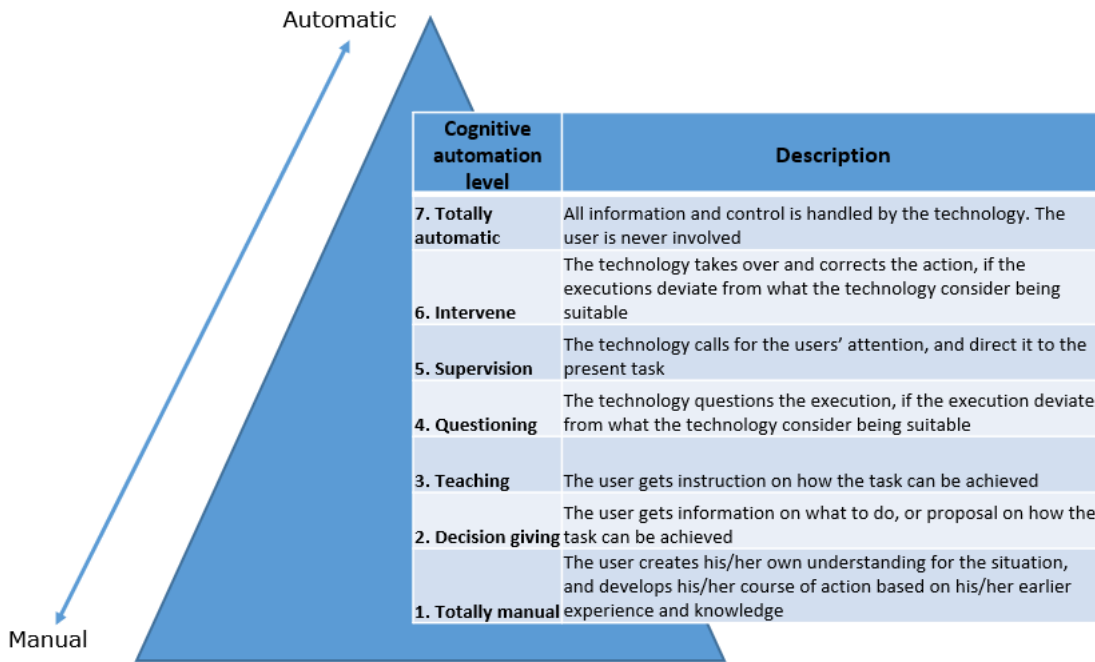 Automatic
Cognitive
automation
level
Description
7. Totally
automatic
All information and control is handled by the technology. The
user is never involved
6. Intervene
The technology takes over and corrects the action, if the
executions deviate from what the technology consider being
suitable
5. Supervision
The technology calls for the users’ attention, and direct it to the
present task
4. Questioning
The technology questions the execution, if the execution deviate
from what the technology consider being suitable
3. Teaching
The user gets instruction on how the task can be achieved
2. Decision giving
The user gets information on what to do, or proposal on how the
task can be achieved
1. Totally manual
The user creates his/her own understanding for the situation,
and develops his/her course of action based on his/her earlier
experience and knowledge
Manual